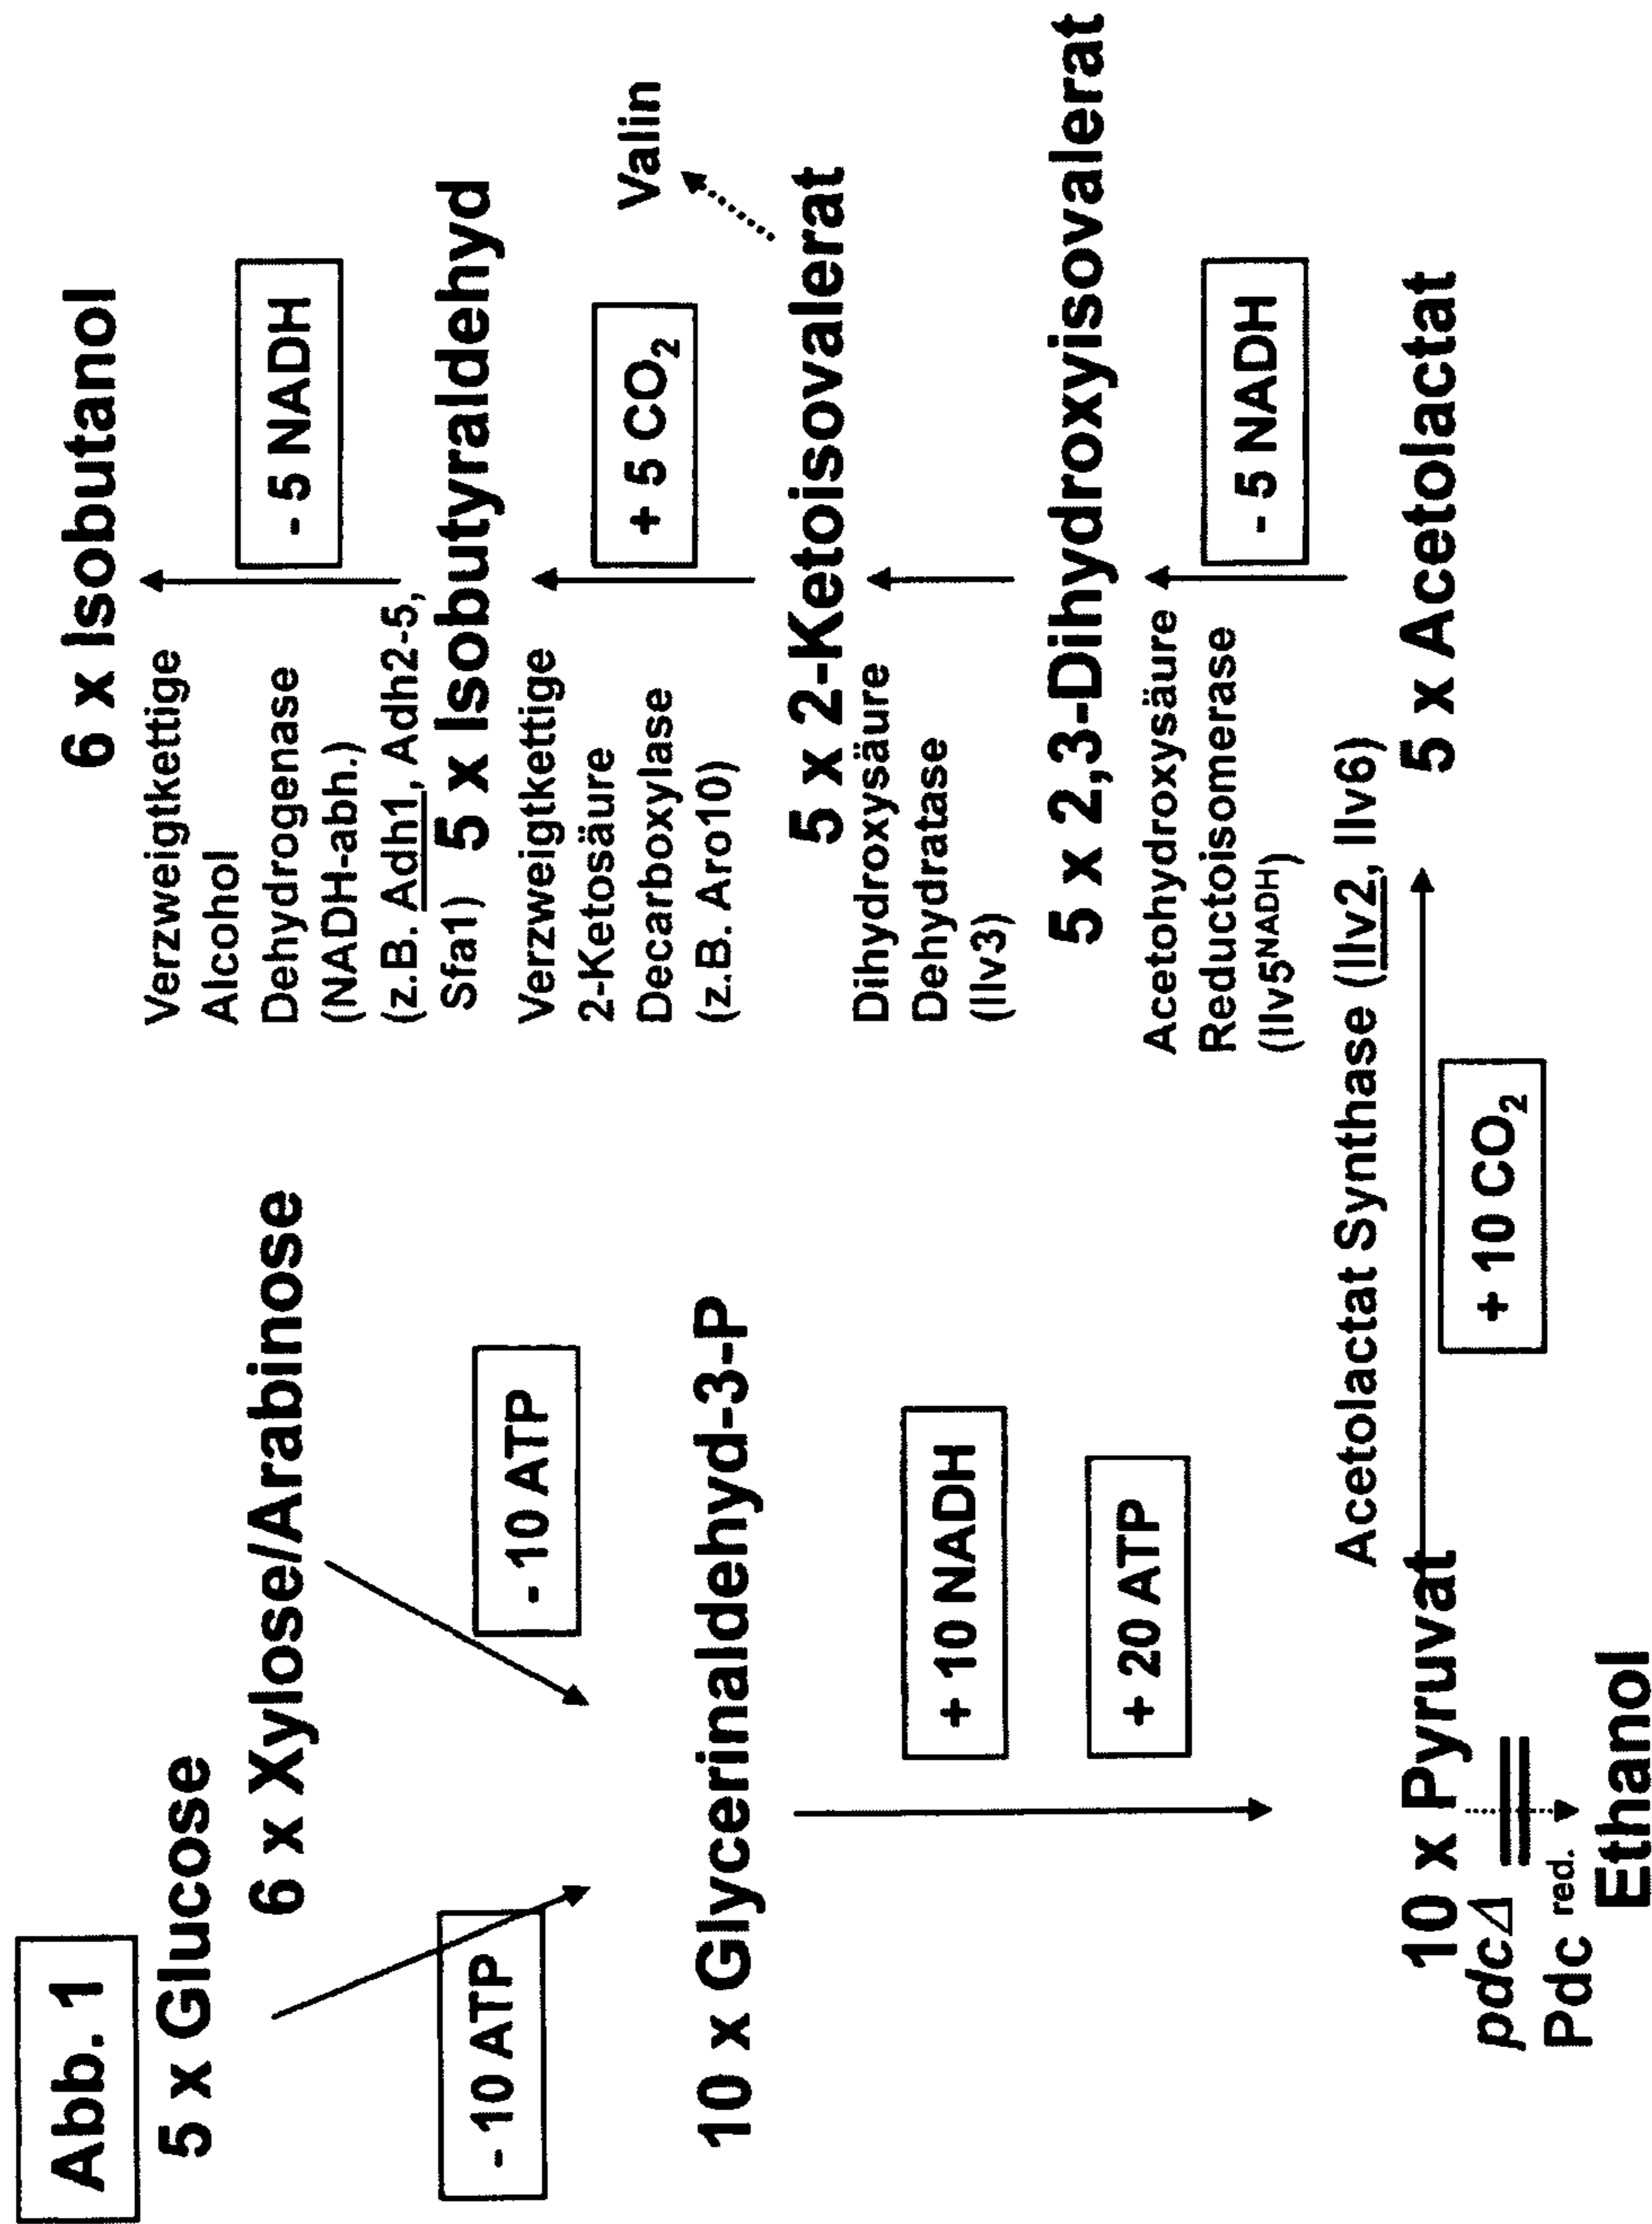 Abb. 1
5 x Glucose
6 x Xylose/Arabinose
- 10 ATP
- 10 ATP
10 x Glycerinaldehyd-3-P
+ 10 NADH
+ 20 ATP
10 x Pyruvat
pdcΔ
Pdc red.
Ethanol
Acetolactat Synthase (Ilv2, Ilv6)
+ 10 CO₂
5 x Acetolactat
- 5 NADH
Acetohydroxysäure
Reductoisomerase
(Ilv5NADH)
5 x 2,3-Dihydroxyisovalerat
Dihydroxysäure
Dehydratase
(Ilv3)
5 x 2-Ketoisovalerat
Valin
+ 5 CO₂
Verzweigtkettige
2-Ketosäure
Decarboxylase
(z.B. Aro10)
5 x Isobutyraldehyd
- 5 NADH
Verzweigtkettige
Alcohol
Dehydrogenase
(NADH-abh.)
(z.B. Adh1, Adh2-5,
Sfa1)
6 x Isobutanol